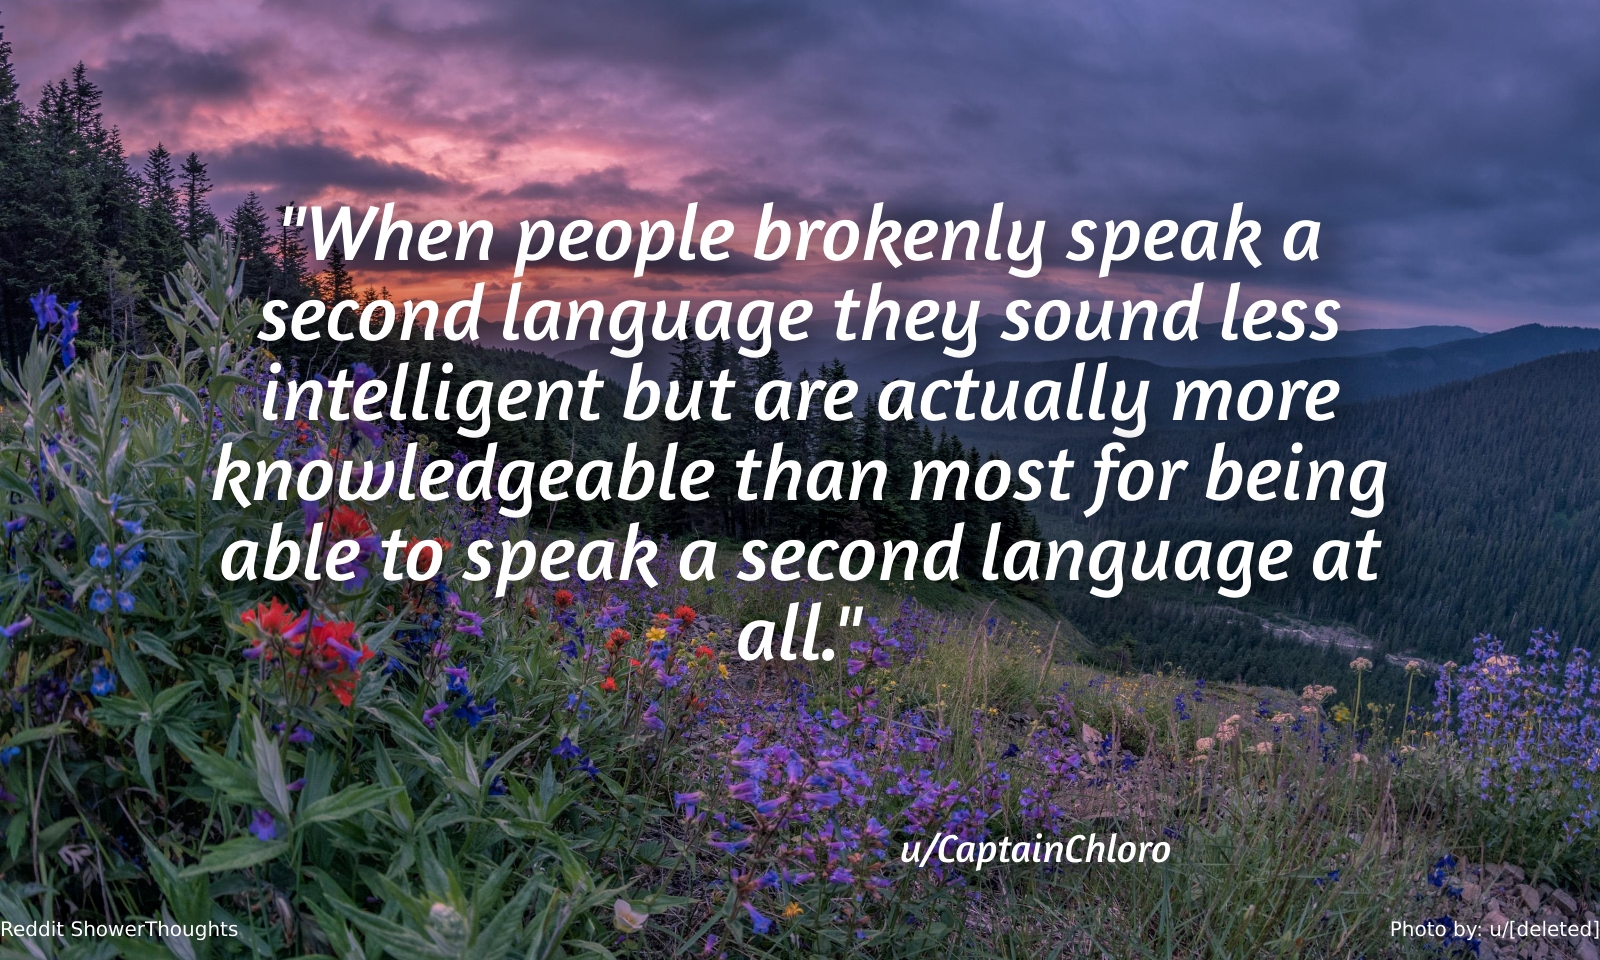 "When people brokenly speak a
second language they sound less
intelligent but are actually more
knowledgeable than most for being
able to speak a second language at
all."
u/CaptainChloro
Reddit ShowerThoughts
Photo by: u/[deleted]